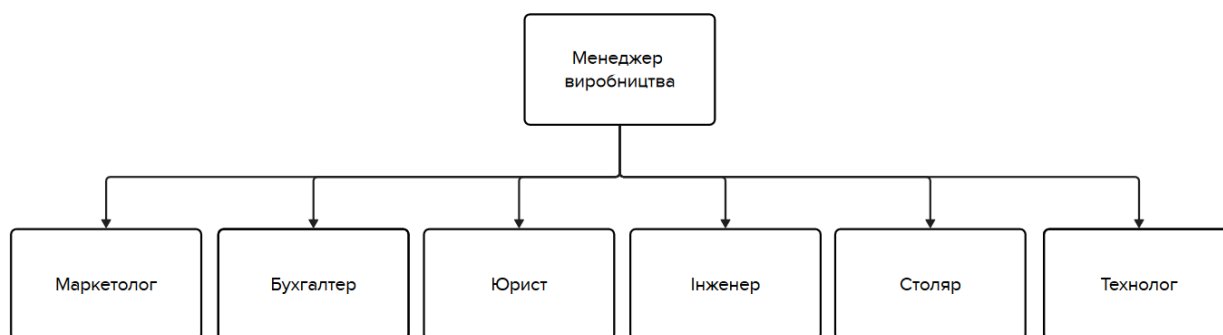 Менеджер
виробництва
Маркетолог
Бухгалтер
Юрист
Інженер
Столяр
Технолог